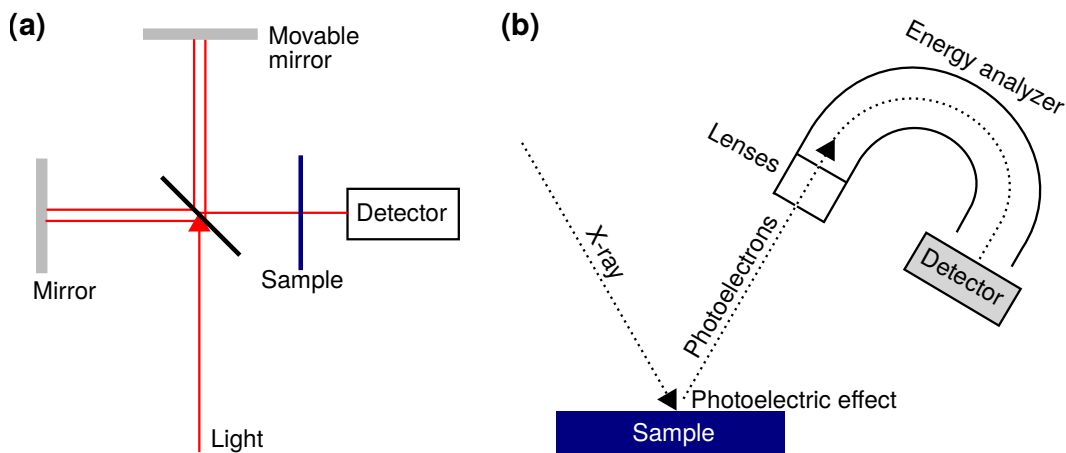 (a)
Movable
mirror
Detector
Sample
Mirror
Light
(b)
Energy analyzer
Lenses
X-ray
Photoelectrons
Detector
Photoelectric effect
Sample